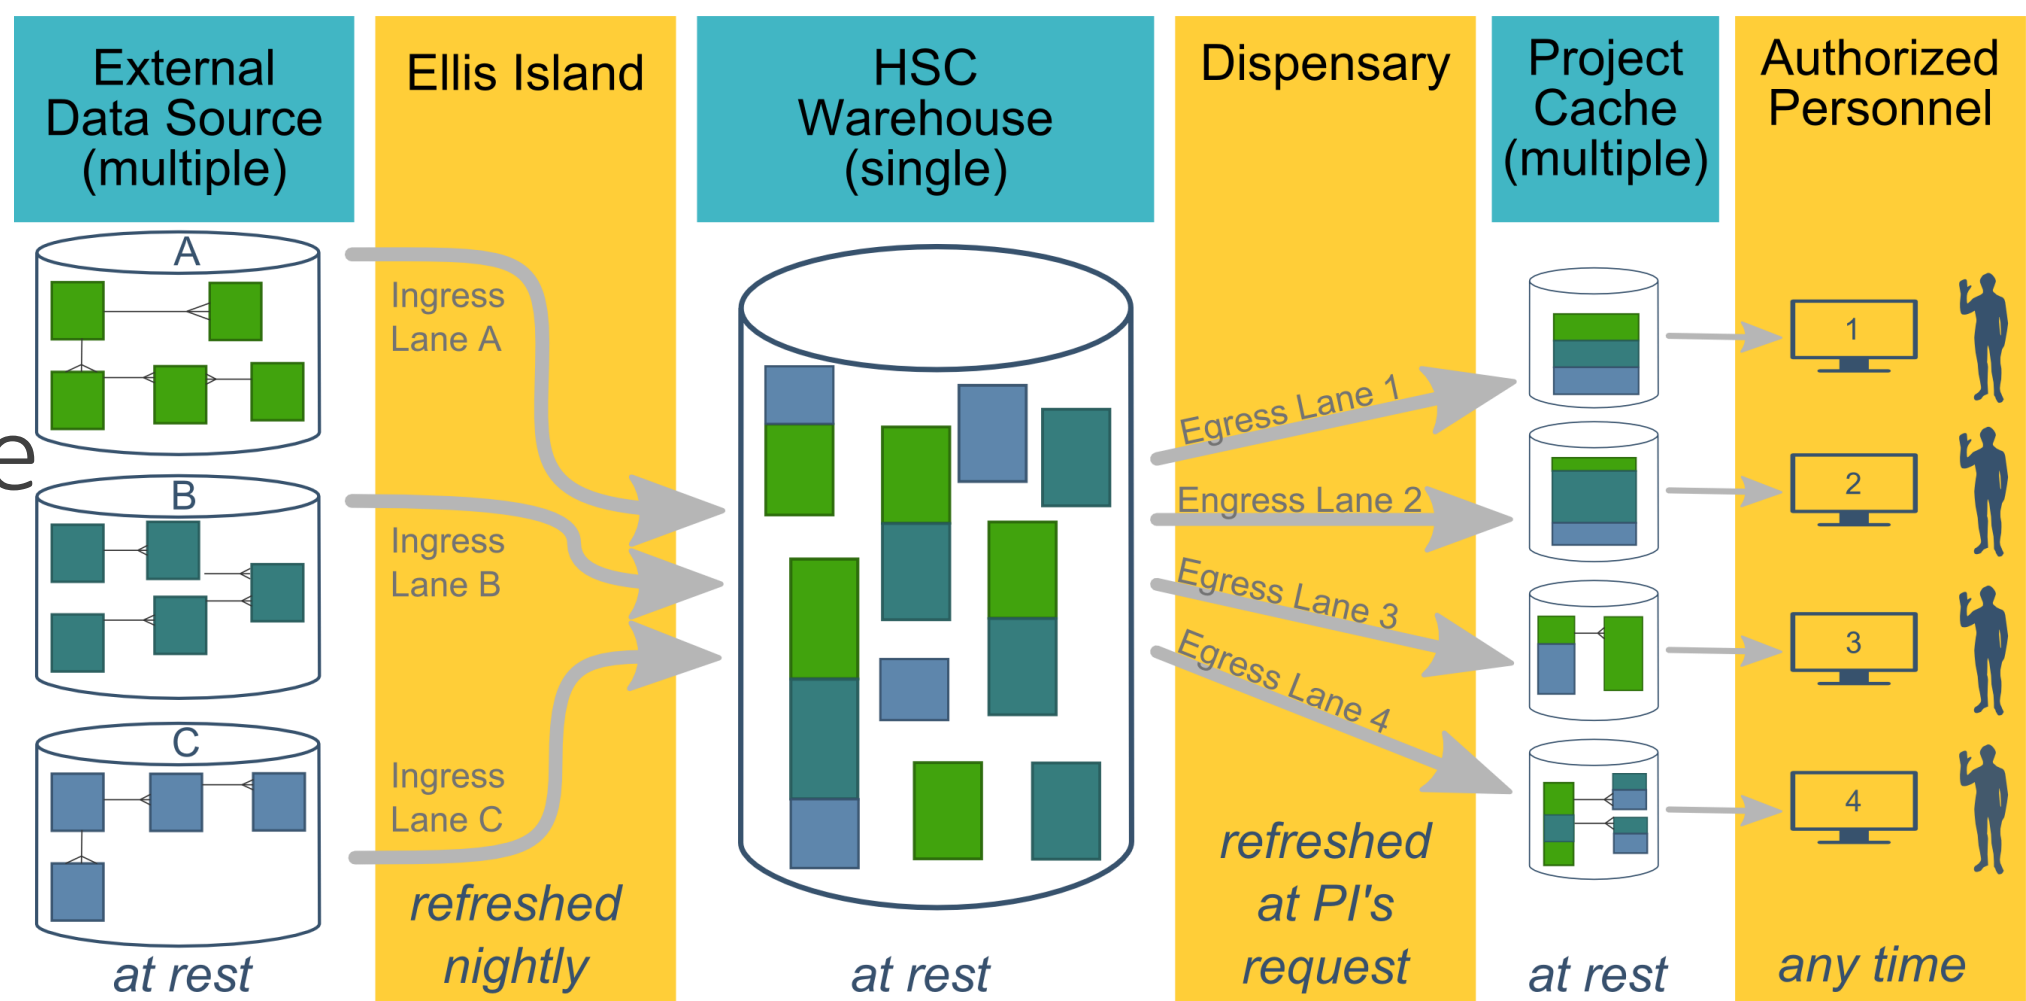 External
Data Source
(multiple)
Ellis Island
HSC
Warehouse
(single)
Dispensary
Project
Cache
(multiple)
Authorized
Personnel
e
A
Ingress
Lane A
B
Ingress
Lane B
C
Ingress
Lane C
Egress Lane 1
Engress Lane 2
Egress Lane 3
Egress Lane 4
1
2
3
4
at rest
refreshed
nightly
at rest
refreshed
at PI's
request
at rest
any time